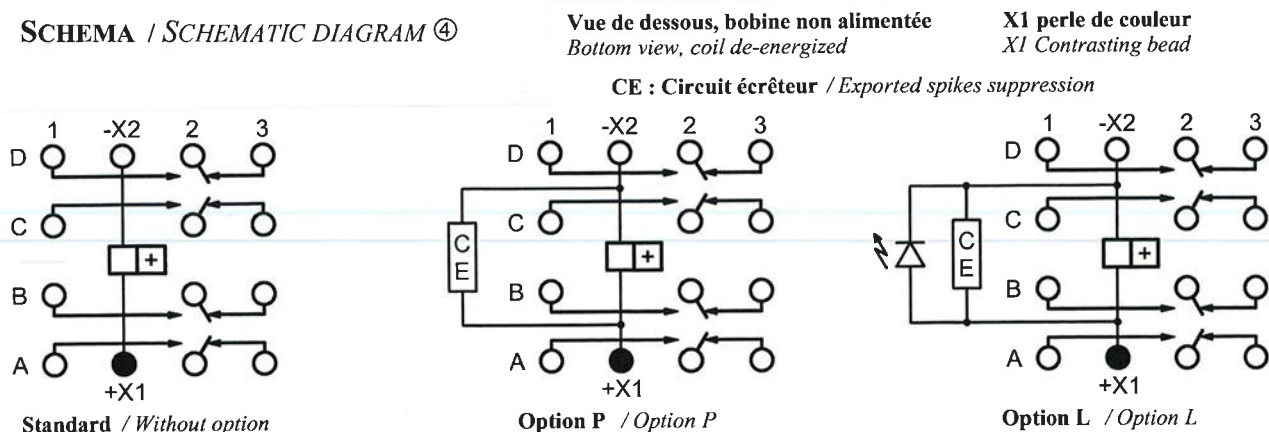 SCHEMA / SCHEMATIC DIAGRAM ④
Vue de dessous, bobine non alimentée
Bottom view, coil de-energized
X1 perle de couleur
X1 Contrasting bead
CE : Circuit écrêteur / Exported spikes suppression
1 -X2 2 3
D
C
+
B
A
+X1
Standard / Without option
1 -X2 2 3
D
C
C E
+
B
A
+X1
Option P / Option P
1 -X2 2 3
D
C
C E
+
B
A
+X1
Option L / Option L